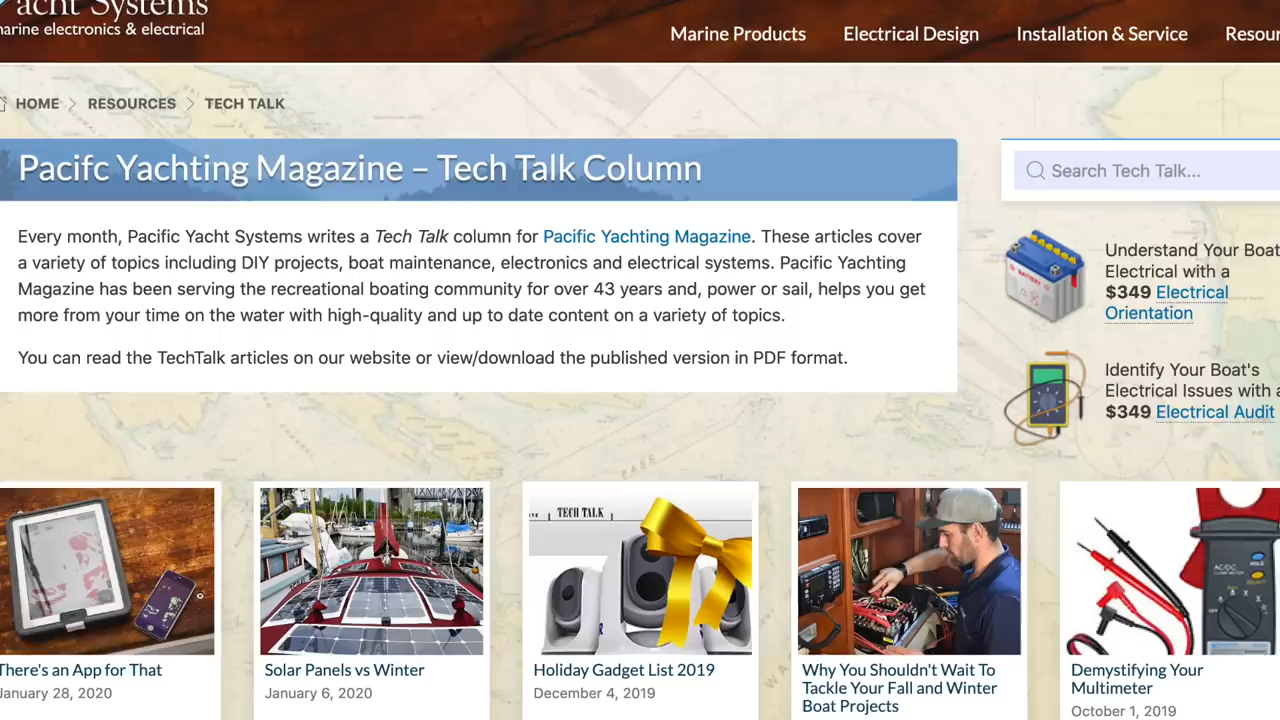 Yacht Systems
marine electronics & electrical
Marine Products
Electrical Design
Installation & Service
Resour
HOME
RESOURCES
TECH TALK
Pacifc Yachting Magazine – Tech Talk Column
Search Tech Talk...
Every month, Pacific Yacht Systems writes a Tech Talk column for Pacific Yachting Magazine. These articles cover
a variety of topics including DIY projects, boat maintenance, electronics and electrical systems. Pacific Yachting
Magazine has been serving the recreational boating community for over 43 years and, power or sail, helps you get
more from your time on the water with high-quality and up to date content on a variety of topics.
You can read the TechTalk articles on our website or view/download the published version in PDF format.
BATTERY
Understand Your Boat
Electrical with a
$349 Electrical
Orientation
Identify Your Boat's
Electrical Issues with a
$349 Electrical Audit
PASS
TECH TALK
HOLD
SELECT
AC/DC
OFF
There's an App for That
January 28, 2020
Solar Panels vs Winter
January 6, 2020
Holiday Gadget List 2019
December 4, 2019
Why You Shouldn't Wait To
Tackle Your Fall and Winter
Boat Projects
Demystifying Your
Multimeter
October 1, 2019